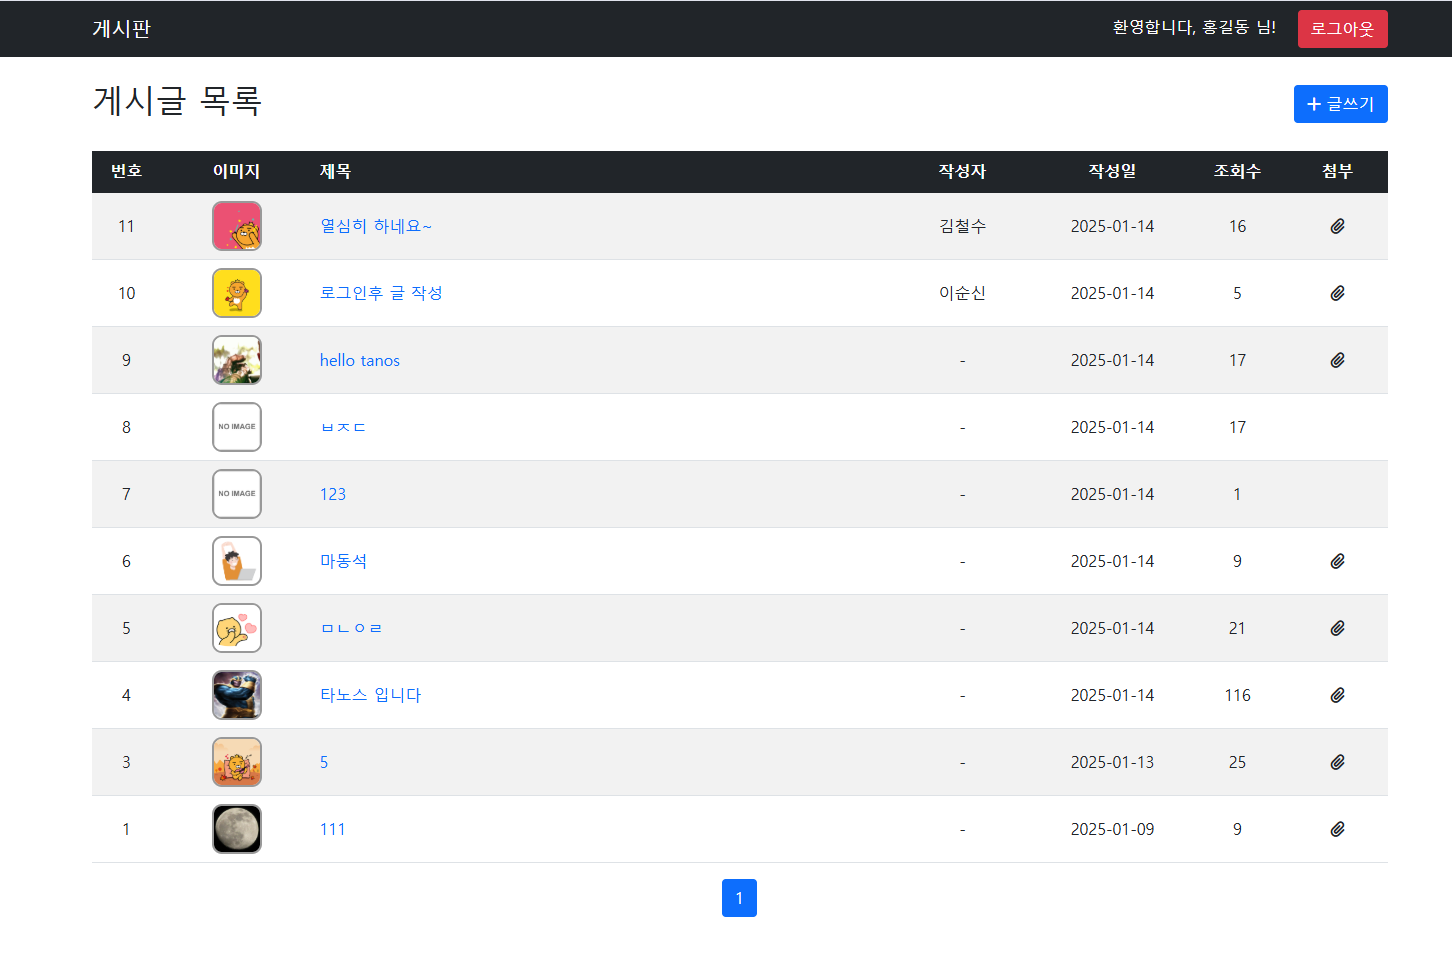 게시판 환영합니다, 홍길동 님! 로그아웃
게시글 목록 + 글쓰기
번호 이미지 제목 작성자 작성일 조회수 첨부
11 열심히 하네요~ 김철수 2025-01-14 16
10 로그인후 글 작성 이순신 2025-01-14 5
9 hello tanos - 2025-01-14 17
8 NO IMAGE ㅂㅈㄷ - 2025-01-14 17
7 NO IMAGE 123 - 2025-01-14 1
6 마동석 - 2025-01-14 9
5 ㅁㄴㅇㄹ - 2025-01-14 21
4 타노스 입니다 - 2025-01-14 116
3 5 - 2025-01-13 25
1 111 - 2025-01-09 9
1